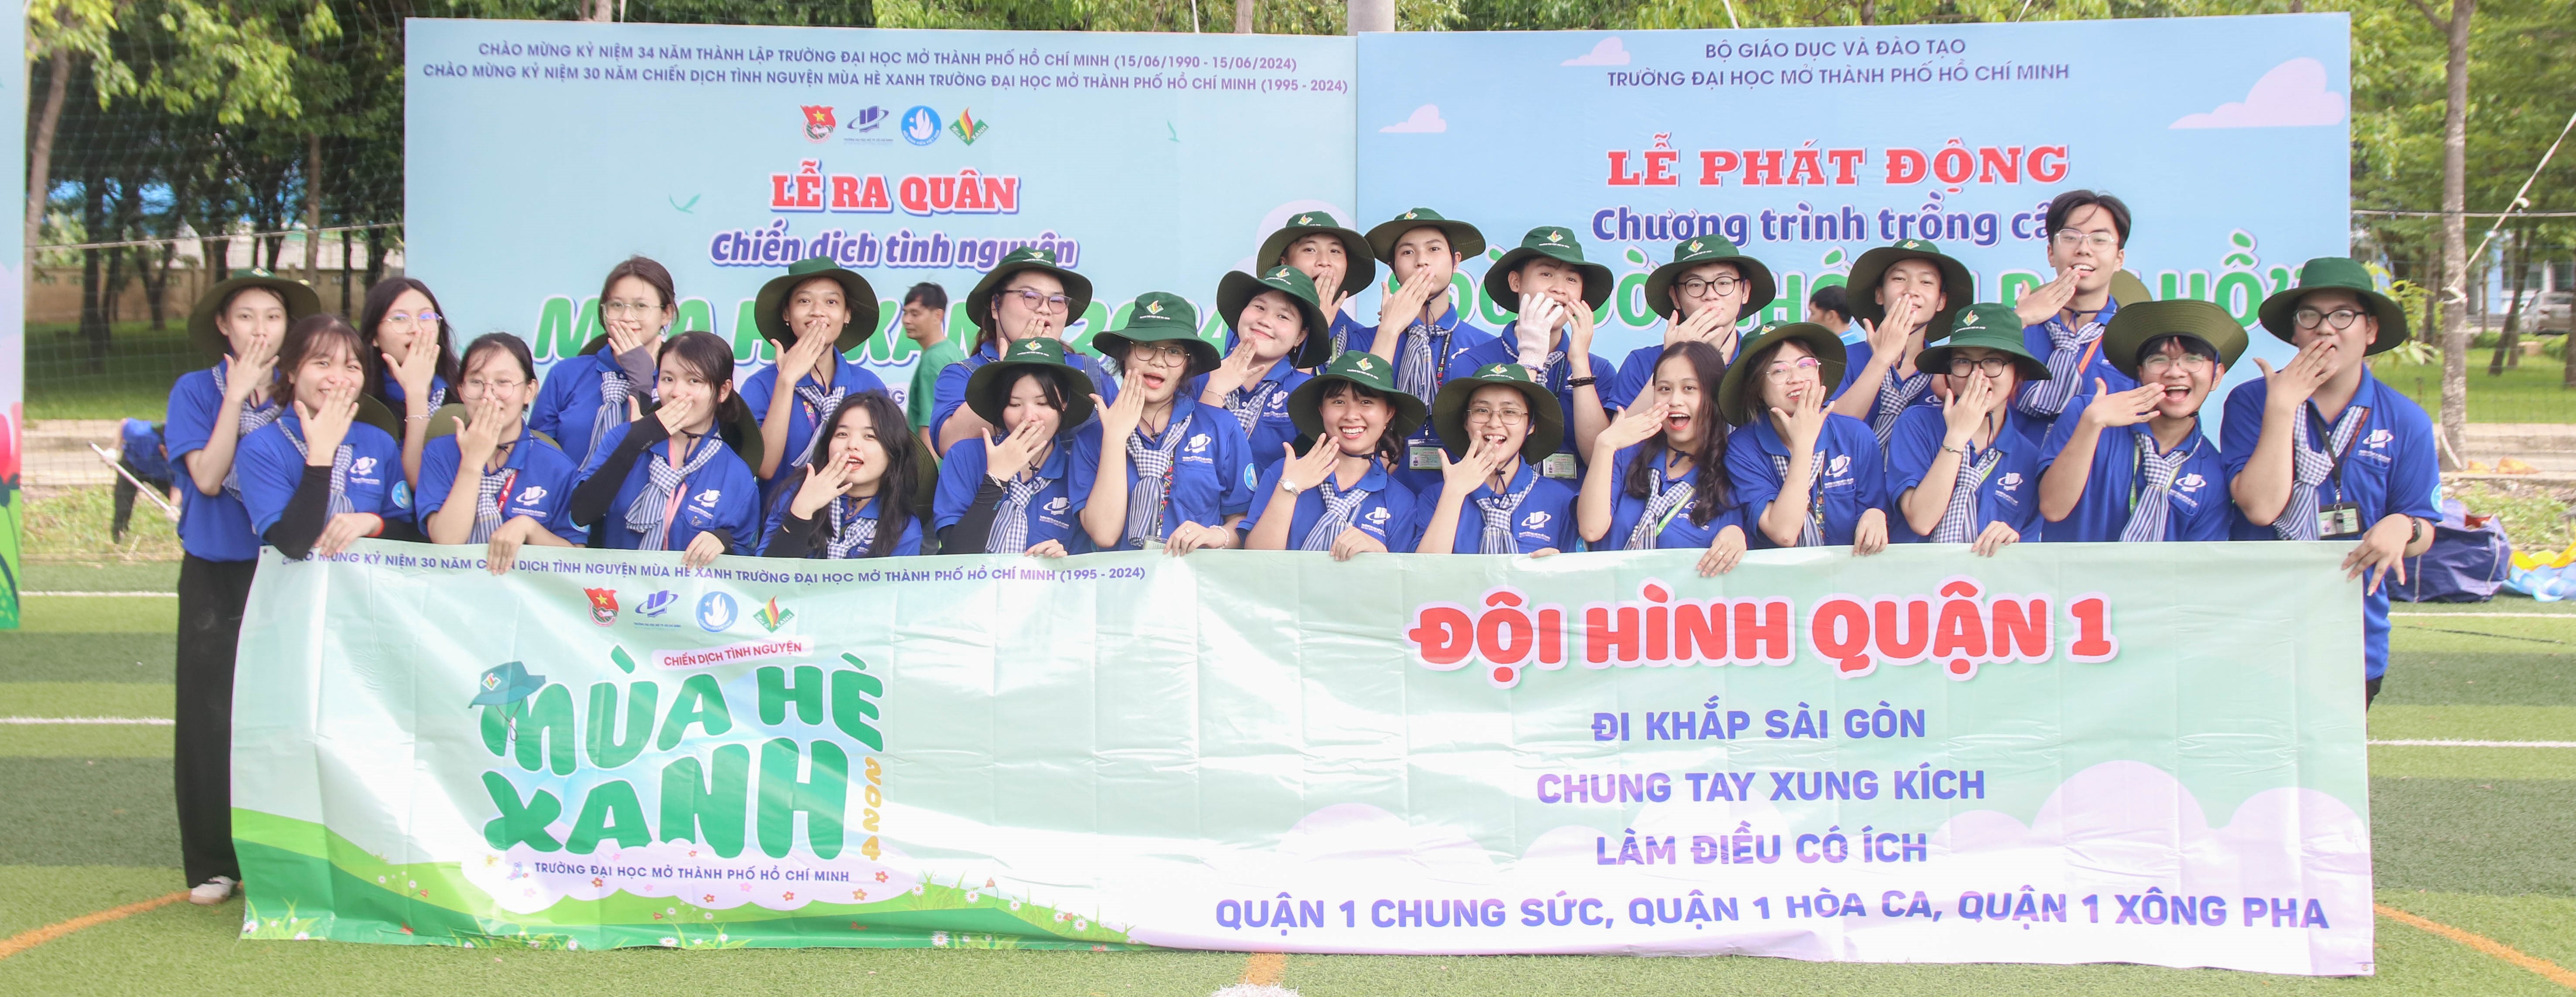 CHÀO MỪNG KỶ NIỆM 34 NĂM THÀNH LẬP TRƯỜNG ĐẠI HỌC MỞ THÀNH PHỐ HỒ CHÍ MINH (15/06/1990 - 15/06/2024)
CHÀO MỪNG KỶ NIỆM 30 NĂM CHIẾN DỊCH TÌNH NGUYỆN MÙA HÈ XANH TRƯỜNG ĐẠI HỌC MỞ THÀNH PHỐ HỒ CHÍ MINH (1995 - 2024)
LỄ RA QUÂN
Chiến dịch tình nguyện
BỘ GIÁO DỤC VÀ ĐÀO TẠO
TRƯỜNG ĐẠI HỌC MỞ THÀNH PHỐ HỒ CHÍ MINH
LỄ PHÁT ĐỘNG
Chương trình trồng
HỒ"
CHÀO MỪNG KỶ NIỆM 30 NĂM CHIẾN DỊCH TÌNH NGUYỆN MÙA HÈ XANH TRƯỜNG ĐẠI HỌC MỞ THÀNH PHỐ HỒ CHÍ MINH (1995 - 2024)
CHIẾN DỊCH TÌNH NGUYỆN
MÙA HÈ
XANH
2024
TRƯỜNG ĐẠI HỌC MỞ THÀNH PHỐ HỒ CHÍ MINH
ĐỘI HÌNH QUẬN 1
ĐI KHẮP SÀI GÒN
CHUNG TAY XUNG KÍCH
LÀM ĐIỀU CÓ ÍCH
QUẬN 1 CHUNG SỨC, QUẬN 1 HÒA CA, QUẬN 1 XÔNG PHA